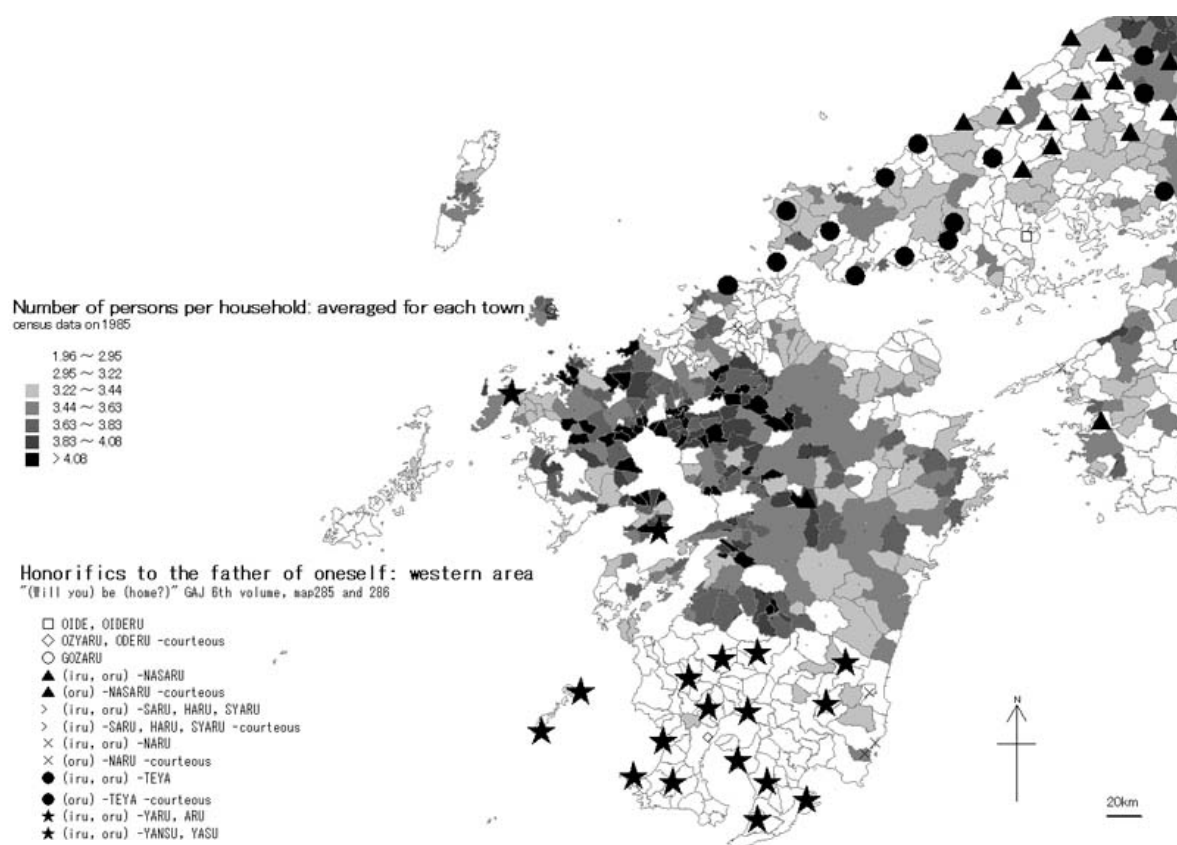 Number of persons per household: averaged for each town
census data on 1985
1.96 ～ 2.95
2.95 ～ 3.22
3.22 ～ 3.44
3.44 ～ 3.63
3.63 ～ 3.83
3.83 ～ 4.08
> 4.08
Honorifics to the father of oneself: western area
"(Will you) be (home?)" GAJ 6th volume, map285 and 286
OIDE, OIDERU
OZYARU, ODERU -courteous
GOZARU
(iru, oru) -NASARU
(oru) -NASARU -courteous
(iru, oru) -SARU, HARU, SYARU
(iru) -SARU, HARU, SYARU -courteous
(iru, oru) -NARU
(oru) -NARU -courteous
(iru, oru) -TEYA
(oru) -TEYA -courteous
(iru, oru) -YARU, ARU
(iru, oru) -YANSU, YASU
N
20km